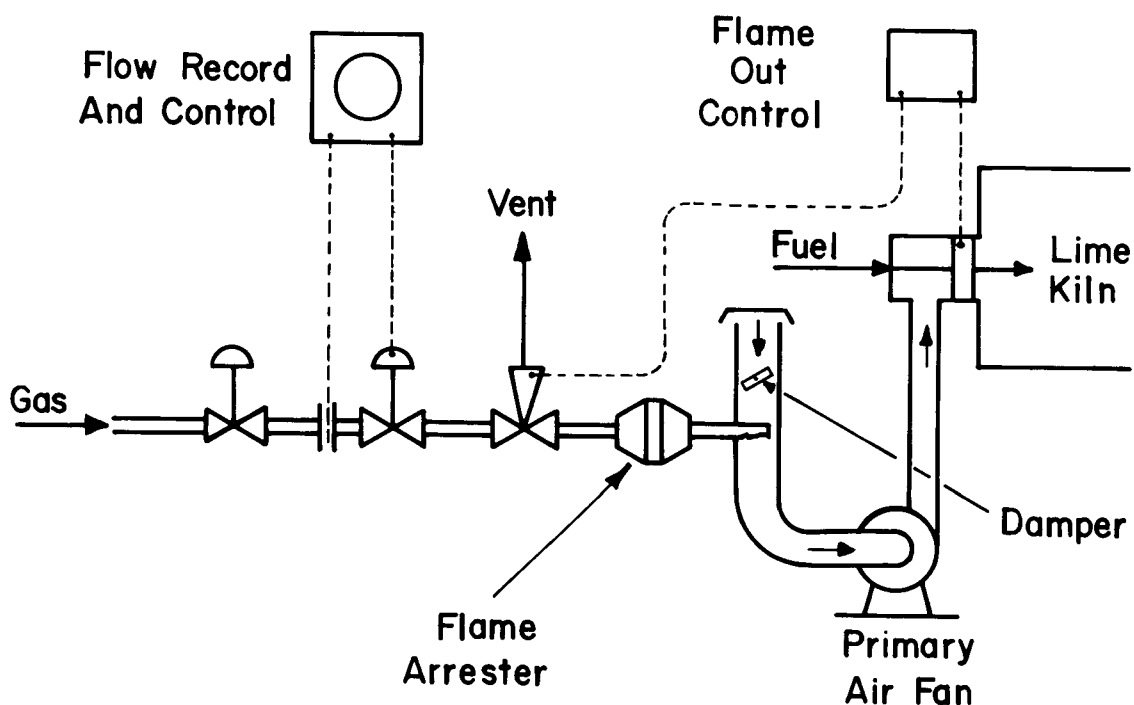 Flow Record
And Control
Flame
Out
Control
Vent
Fuel
Lime
Kiln
Gas
Damper
Flame
Arrester
Primary
Air Fan